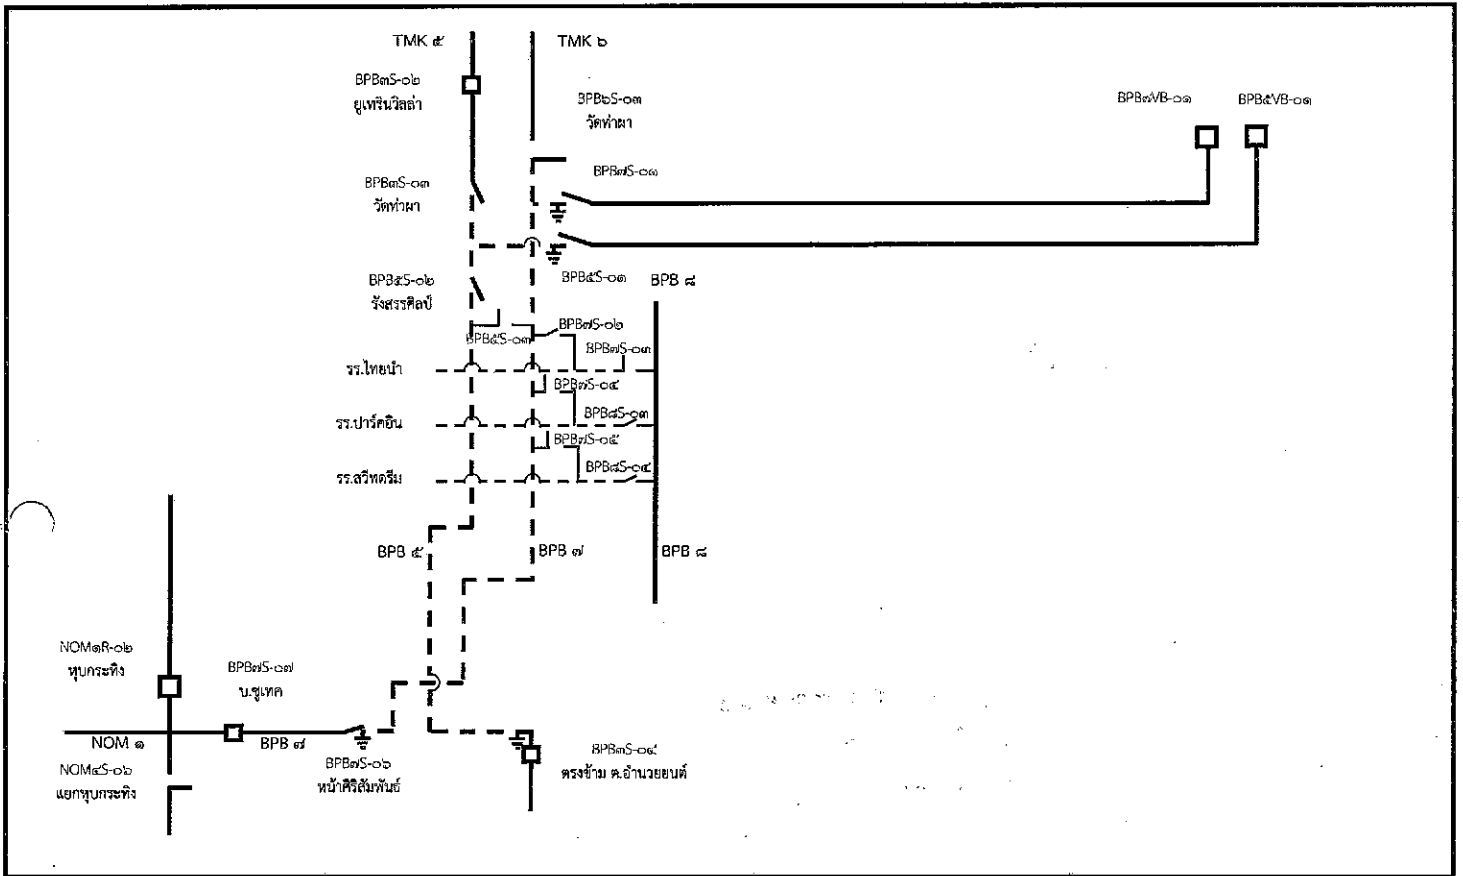 TMK ๕
TMK ๖
BPB๓S-๐๒
ยูเทรินวิลล่า
BPB๖S-๐๓
วัดท่าผา
BPB๗VB-๐๑
BPB๕VB-๐๑
BPB๗S-๐๑
BPB๓S-๐๓
วัดท่าผา
BPB๕S-๐๒
รังสรรศิลป์
BPB๕S-๐๑
BPB ๘
BPB๗S-๐๒
BPB๕S-๐๓
BPB๗S-๐๓
รร.ไทยนำ
BPB๗S-๐๔
BPB๘S-๐๓
รร.ปาร์คอิน
BPB๗S-๐๕
BPB๘S-๐๔
รร.สวีทดรีม
BPB ๕
BPB ๗
BPB ๘
NOM๑R-๐๒
หุบกระทิง
BPB๗S-๐๗
บ.ชูเทค
NOM ๑
BPB ๗
NOM๔S-๐๖
แยกหุบกระทิง
BPB๗S-๐๖
หน้าศิริสัมพันธ์
BPB๓S-๐๔
ตรงข้าม ต.อำนวยยนต์